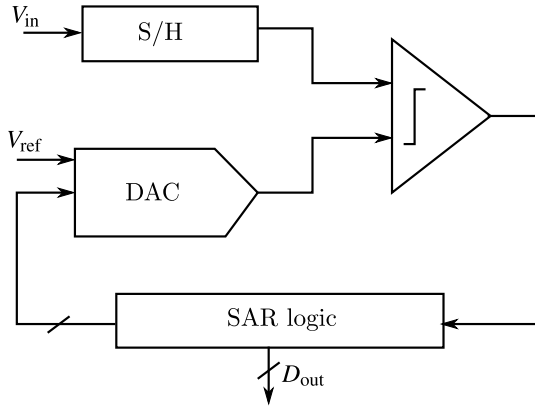 V_in
S/H
V_ref
DAC
SAR logic
D_out